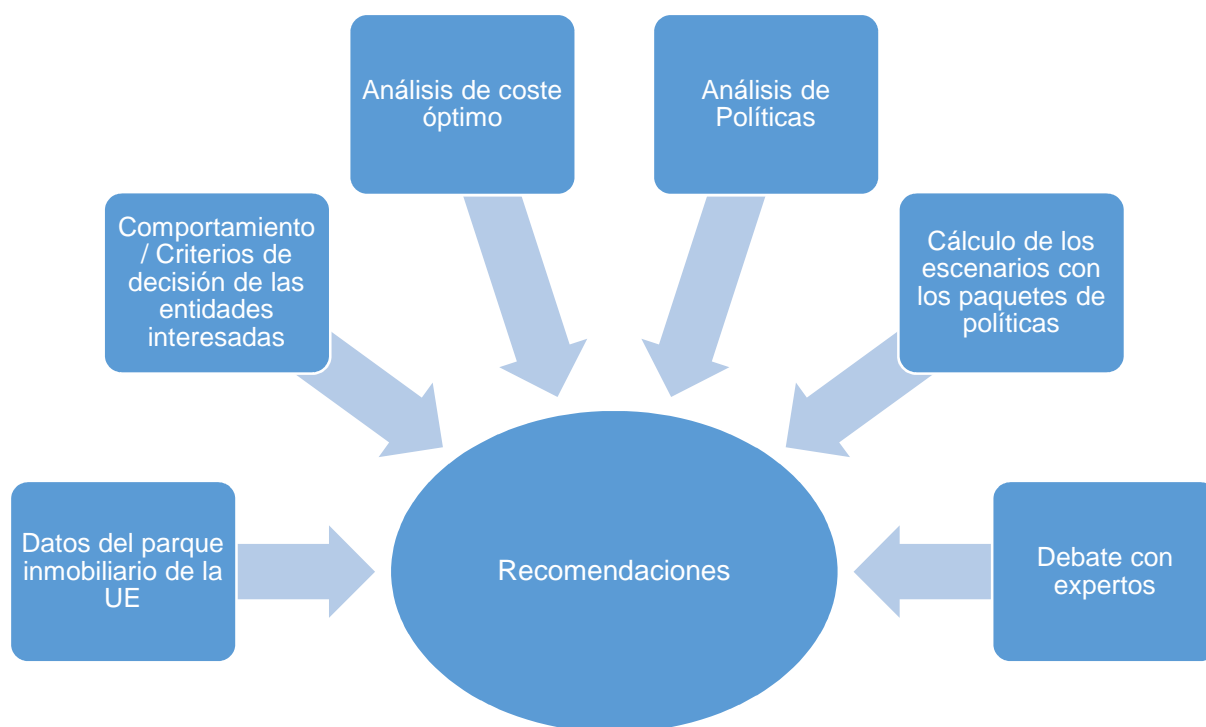 Análisis de coste
óptimo
Análisis de
Políticas
Comportamiento
/ Criterios de
decisión de las
entidades
interesadas
Cálculo de los
escenarios con
los paquetes de
políticas
Datos del parque
inmobiliario de la
UE
Recomendaciones
Debate con
expertos